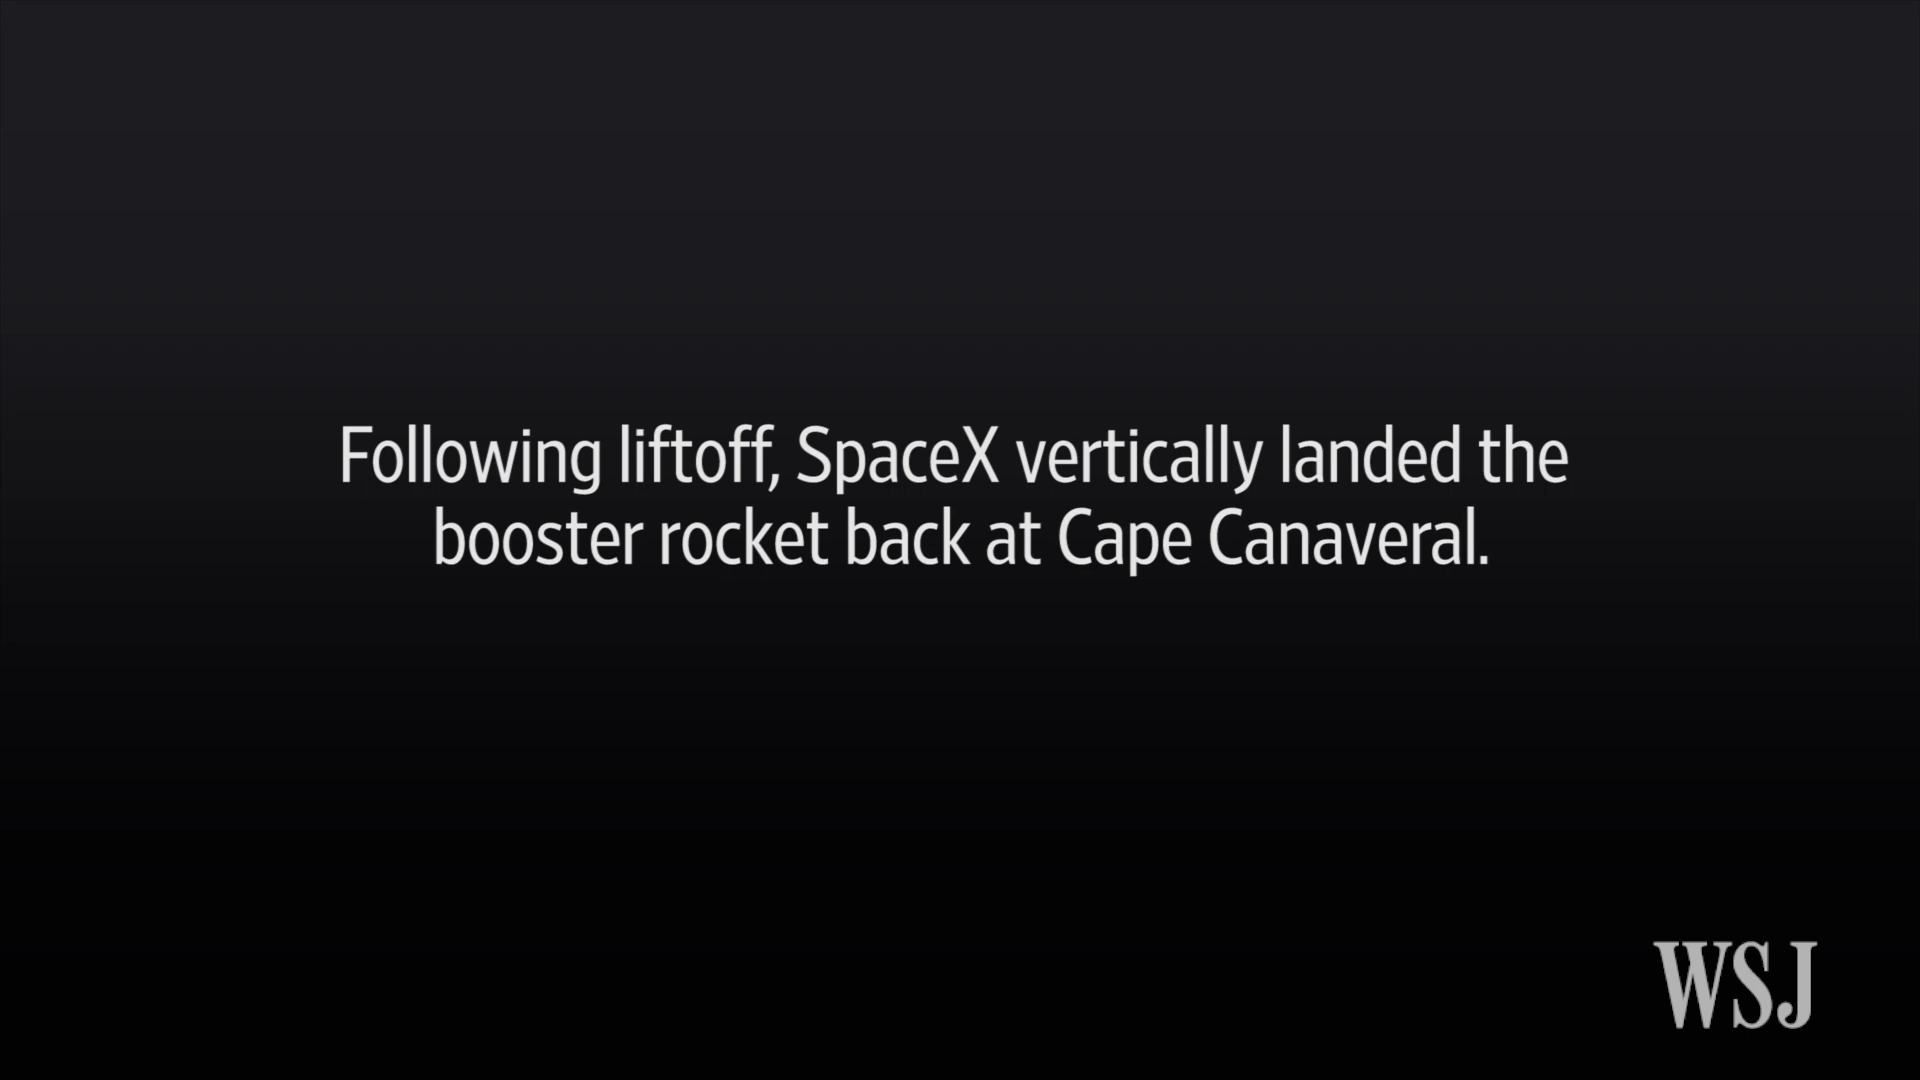 Following liftoff, SpaceX vertically landed the
booster rocket back at Cape Canaveral.
WSJ